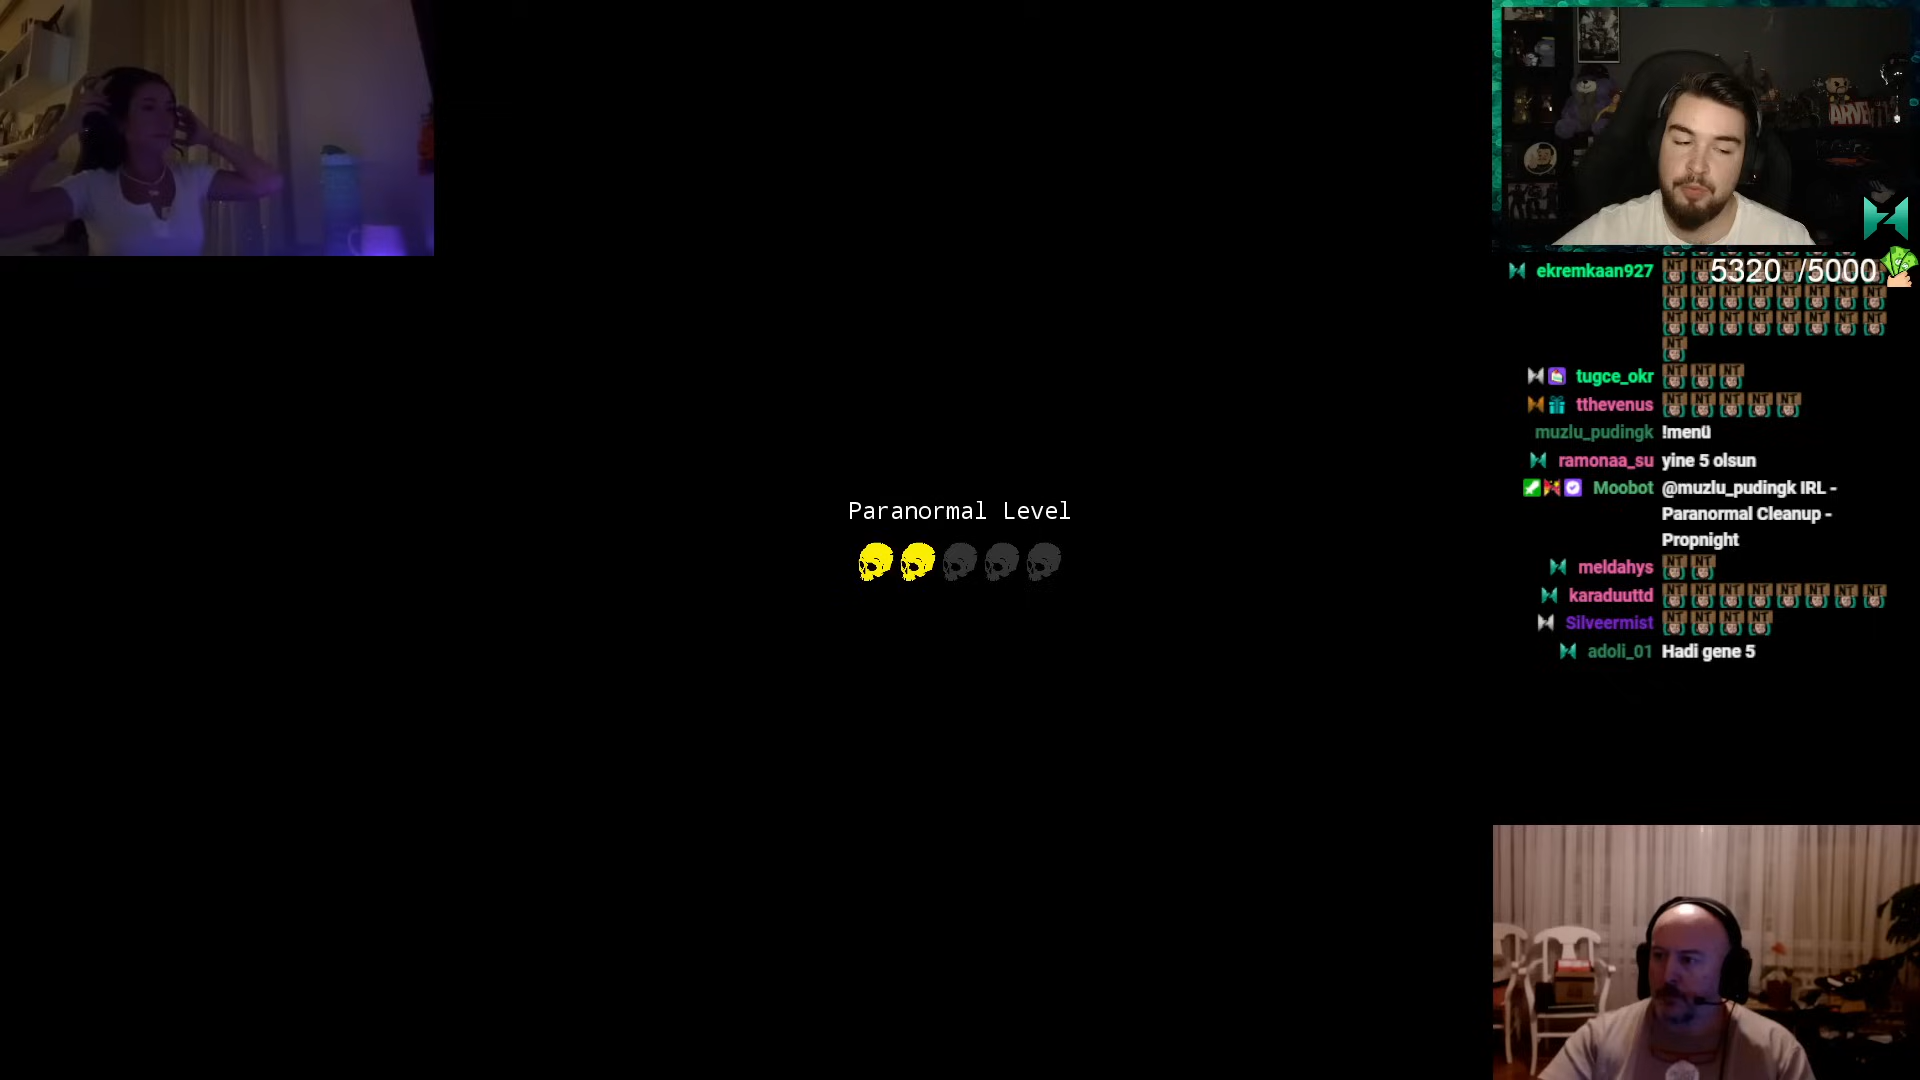 Paranormal Level
ARVE
5320 /5000
ekremkaan927
tugce_okr
tthevenus
muzlu_pudingk !menü
ramonaa_su yine 5 olsun
Moobot @muzlu_pudingk IRL -
Paranormal Cleanup -
Propnight
meldahys
karaduuttd
Silveermist
adoli_01 Hadi gene 5